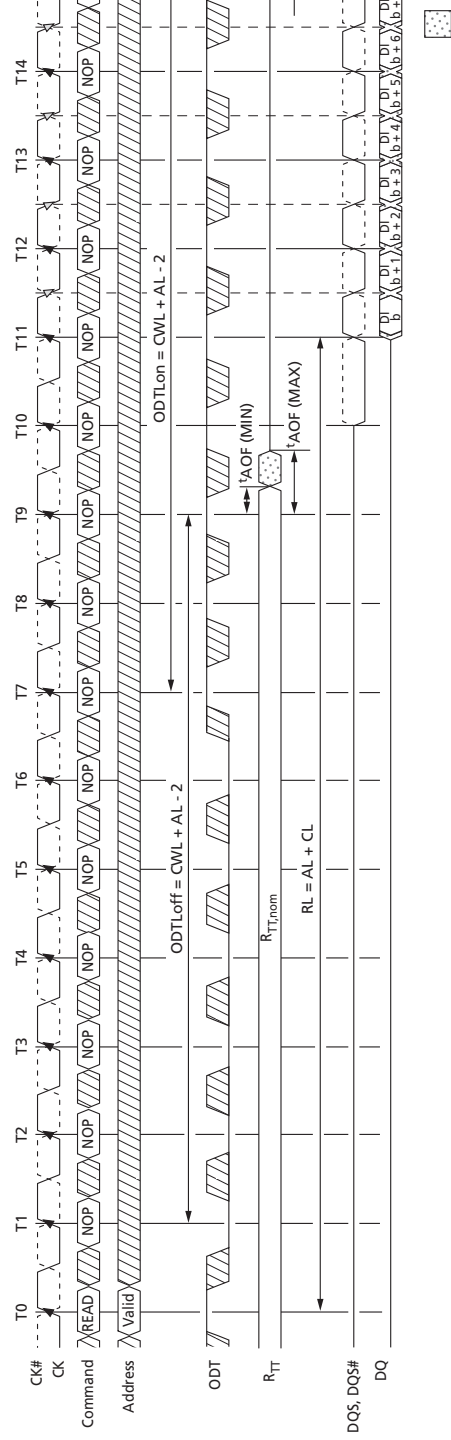 T0 T1 T2 T3 T4 T5 T6 T7 T8 T9 T10 T11 T12 T13 T14
CK#
CK
Command READ NOP NOP NOP NOP NOP NOP NOP NOP NOP NOP NOP NOP NOP NOP
Address Valid
ODTLon = CWL + AL - 2
ODTLoff = CWL + AL - 2
ODT
tAOF (MIN)
RTT RTT,nom
tAOF (MAX)
RL = AL + CL
DQS, DQS#
DI DI DI DI DI DI DI DI
DQ b b + 1 b + 2 b + 3 b + 4 b + 5 b + 6 b +